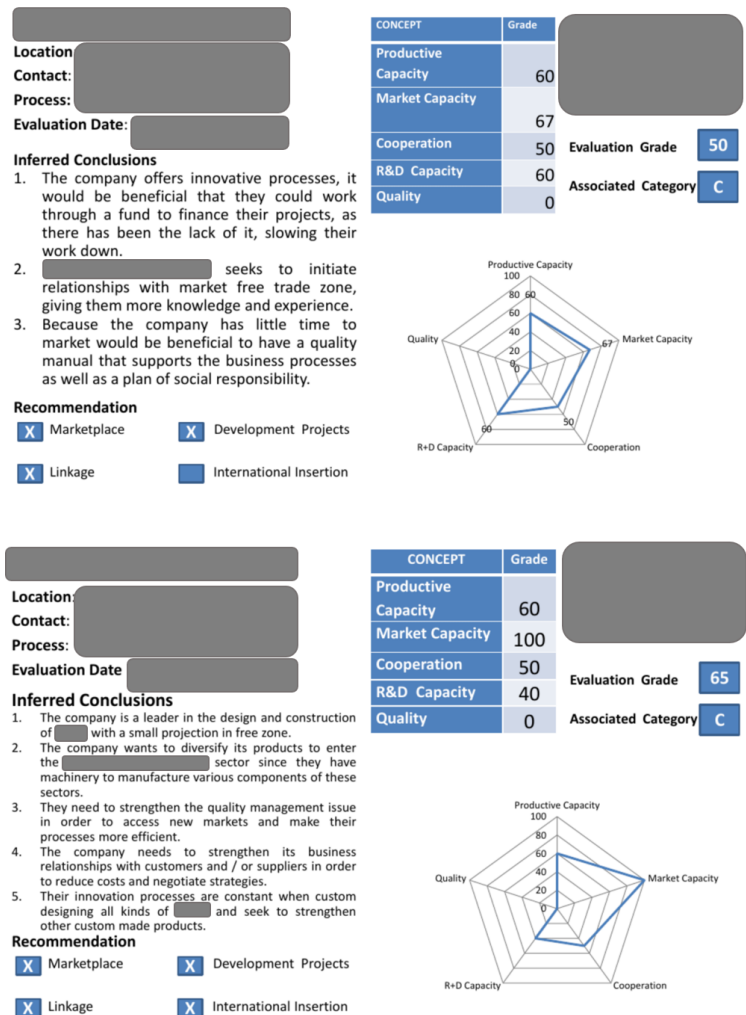 Location
Contact:
Process:
Evaluation Date:
Inferred Conclusions
1. The company offers innovative processes, it
would be beneficial that they could work
through a fund to finance their projects, as
there has been the lack of it, slowing their
work down.
2. seeks to initiate
relationships with market free trade zone,
giving them more knowledge and experience.
3. Because the company has little time to
market would be beneficial to have a quality
manual that supports the business processes
as well as a plan of social responsibility.
Recommendation
X Marketplace X Development Projects
X Linkage International Insertion
CONCEPT Grade
Productive
Capacity 60
Market Capacity
67
Cooperation 50
R&D Capacity 60
Quality 0
Evaluation Grade 50
Associated Category C
Productive Capacity
100
80 60
60
40
20
0
0
Quality
67 Market Capacity
60
50
R+D Capacity
Cooperation
Location:
Contact:
Process:
Evaluation Date
Inferred Conclusions
1. The company is a leader in the design and construction
of with a small projection in free zone.
2. The company wants to diversify its products to enter
the sector since they have
machinery to manufacture various components of these
sectors.
3. They need to strengthen the quality management issue
in order to access new markets and make their
processes more efficient.
4. The company needs to strengthen its business
relationships with customers and / or suppliers in order
to reduce costs and negotiate strategies.
5. Their innovation processes are constant when custom
designing all kinds of and seek to strengthen
other custom made products.
Recommendation
X Marketplace X Development Projects
X Linkage X International Insertion
CONCEPT Grade
Productive
Capacity 60
Market Capacity 100
Cooperation 50
R&D Capacity 40
Quality 0
Evaluation Grade 65
Associated Category C
Productive Capacity
100
80
60
40
20
0
Quality
Market Capacity
R+D Capacity
Cooperation